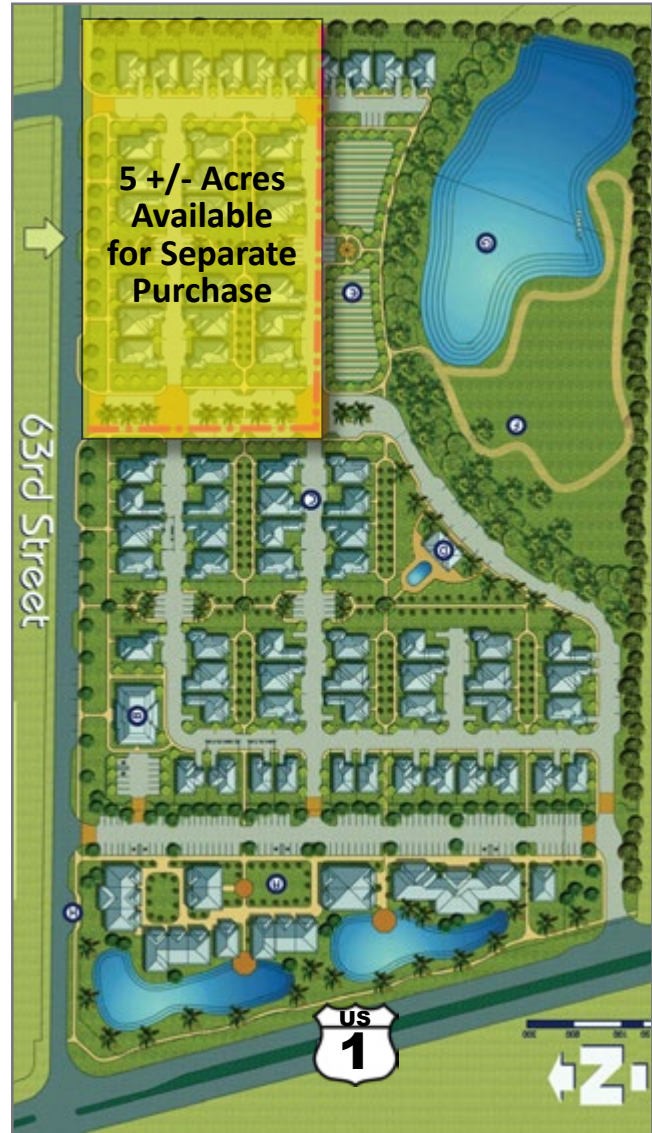 5 +/- Acres
Available
for Separate
Purchase
63rd Street
G
E
F
C
D
B
A
H
US
1
N